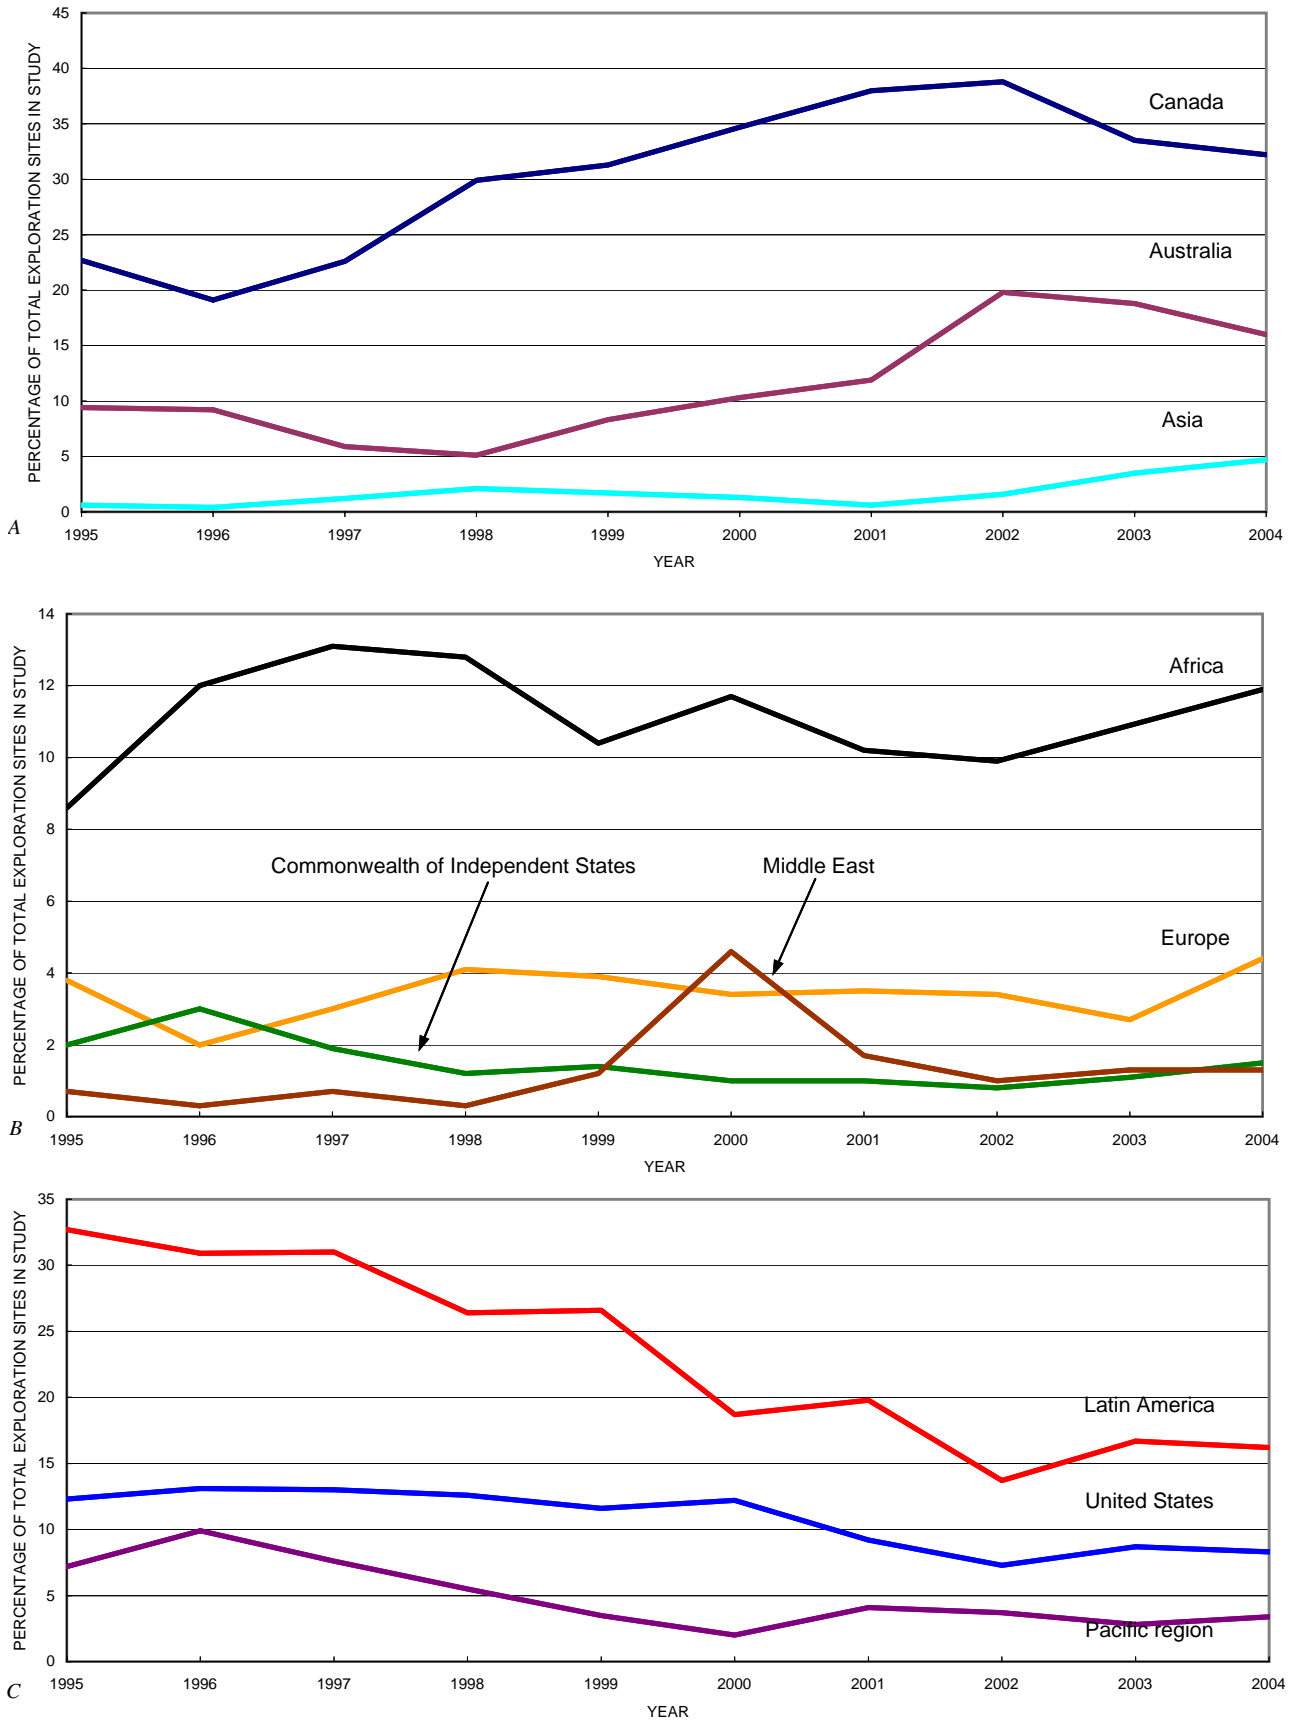 PERCENTAGE OF TOTAL EXPLORATION SITES IN STUDY
45
40
35
30
25
20
15
10
5
0
Canada
Australia
Asia
1995 1996 1997 1998 1999 2000 2001 2002 2003 2004
YEAR
A
PERCENTAGE OF TOTAL EXPLORATION SITES IN STUDY
14
12
10
8
6
4
2
0
Africa
Commonwealth of Independent States
Middle East
Europe
1995 1996 1997 1998 1999 2000 2001 2002 2003 2004
YEAR
B
PERCENTAGE OF TOTAL EXPLORATION SITES IN STUDY
35
30
25
20
15
10
5
0
Latin America
United States
Pacific region
1995 1996 1997 1998 1999 2000 2001 2002 2003 2004
YEAR
C